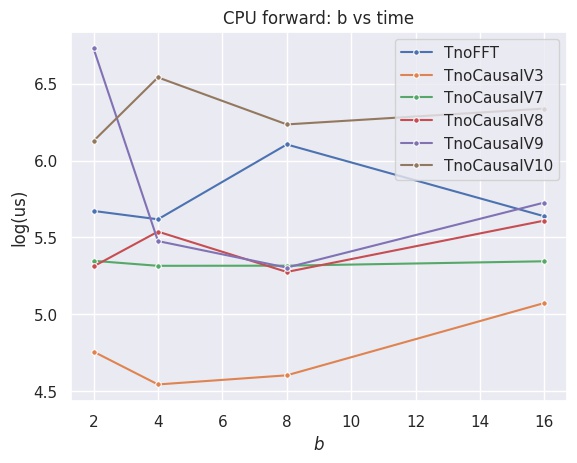 CPU forward: b vs time
TnoFFT
TnoCausalV3
TnoCausalV7
TnoCausalV8
TnoCausalV9
TnoCausalV10
log(us)
6.5
6.0
5.5
5.0
4.5
2 4 6 8 10 12 14 16
b